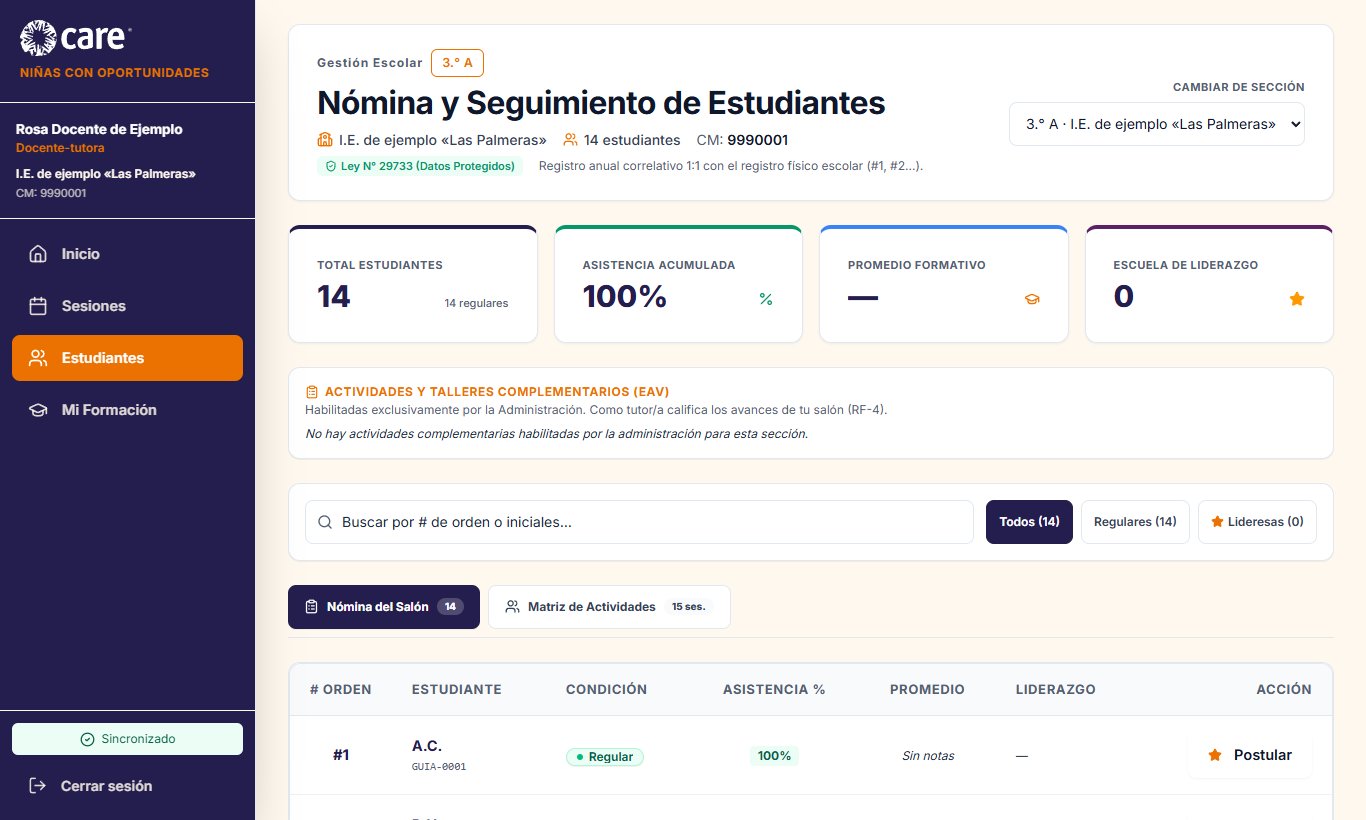 care
NIÑAS CON OPORTUNIDADES
Rosa Docente de Ejemplo
Docente-tutora
I.E. de ejemplo «Las Palmeras»
CM: 9990001
Inicio
Sesiones
Estudiantes
Mi Formación
Sincronizado
Cerrar sesión
Gestión Escolar 3.° A
Nómina y Seguimiento de Estudiantes
I.E. de ejemplo «Las Palmeras» 14 estudiantes CM: 9990001
Ley N° 29733 (Datos Protegidos) Registro anual correlativo 1:1 con el registro físico escolar (#1, #2...).
CAMBIAR DE SECCIÓN
3.° A · I.E. de ejemplo «Las Palmeras»
TOTAL ESTUDIANTES
14 14 regulares
ASISTENCIA ACUMULADA
100% %
PROMEDIO FORMATIVO
—
ESCUELA DE LIDERAZGO
0
ACTIVIDADES Y TALLERES COMPLEMENTARIOS (EAV)
Habilitadas exclusivamente por la Administración. Como tutor/a califica los avances de tu salón (RF-4).
No hay actividades complementarias habilitadas por la administración para esta sección.
Buscar por # de orden o iniciales... Todos (14) Regulares (14) Lideresas (0)
Nómina del Salón 14 Matriz de Actividades 15 ses.
# ORDEN ESTUDIANTE CONDICIÓN ASISTENCIA % PROMEDIO LIDERAZGO ACCIÓN
#1 A.C. Regular 100% Sin notas — Postular
GUIA-0001